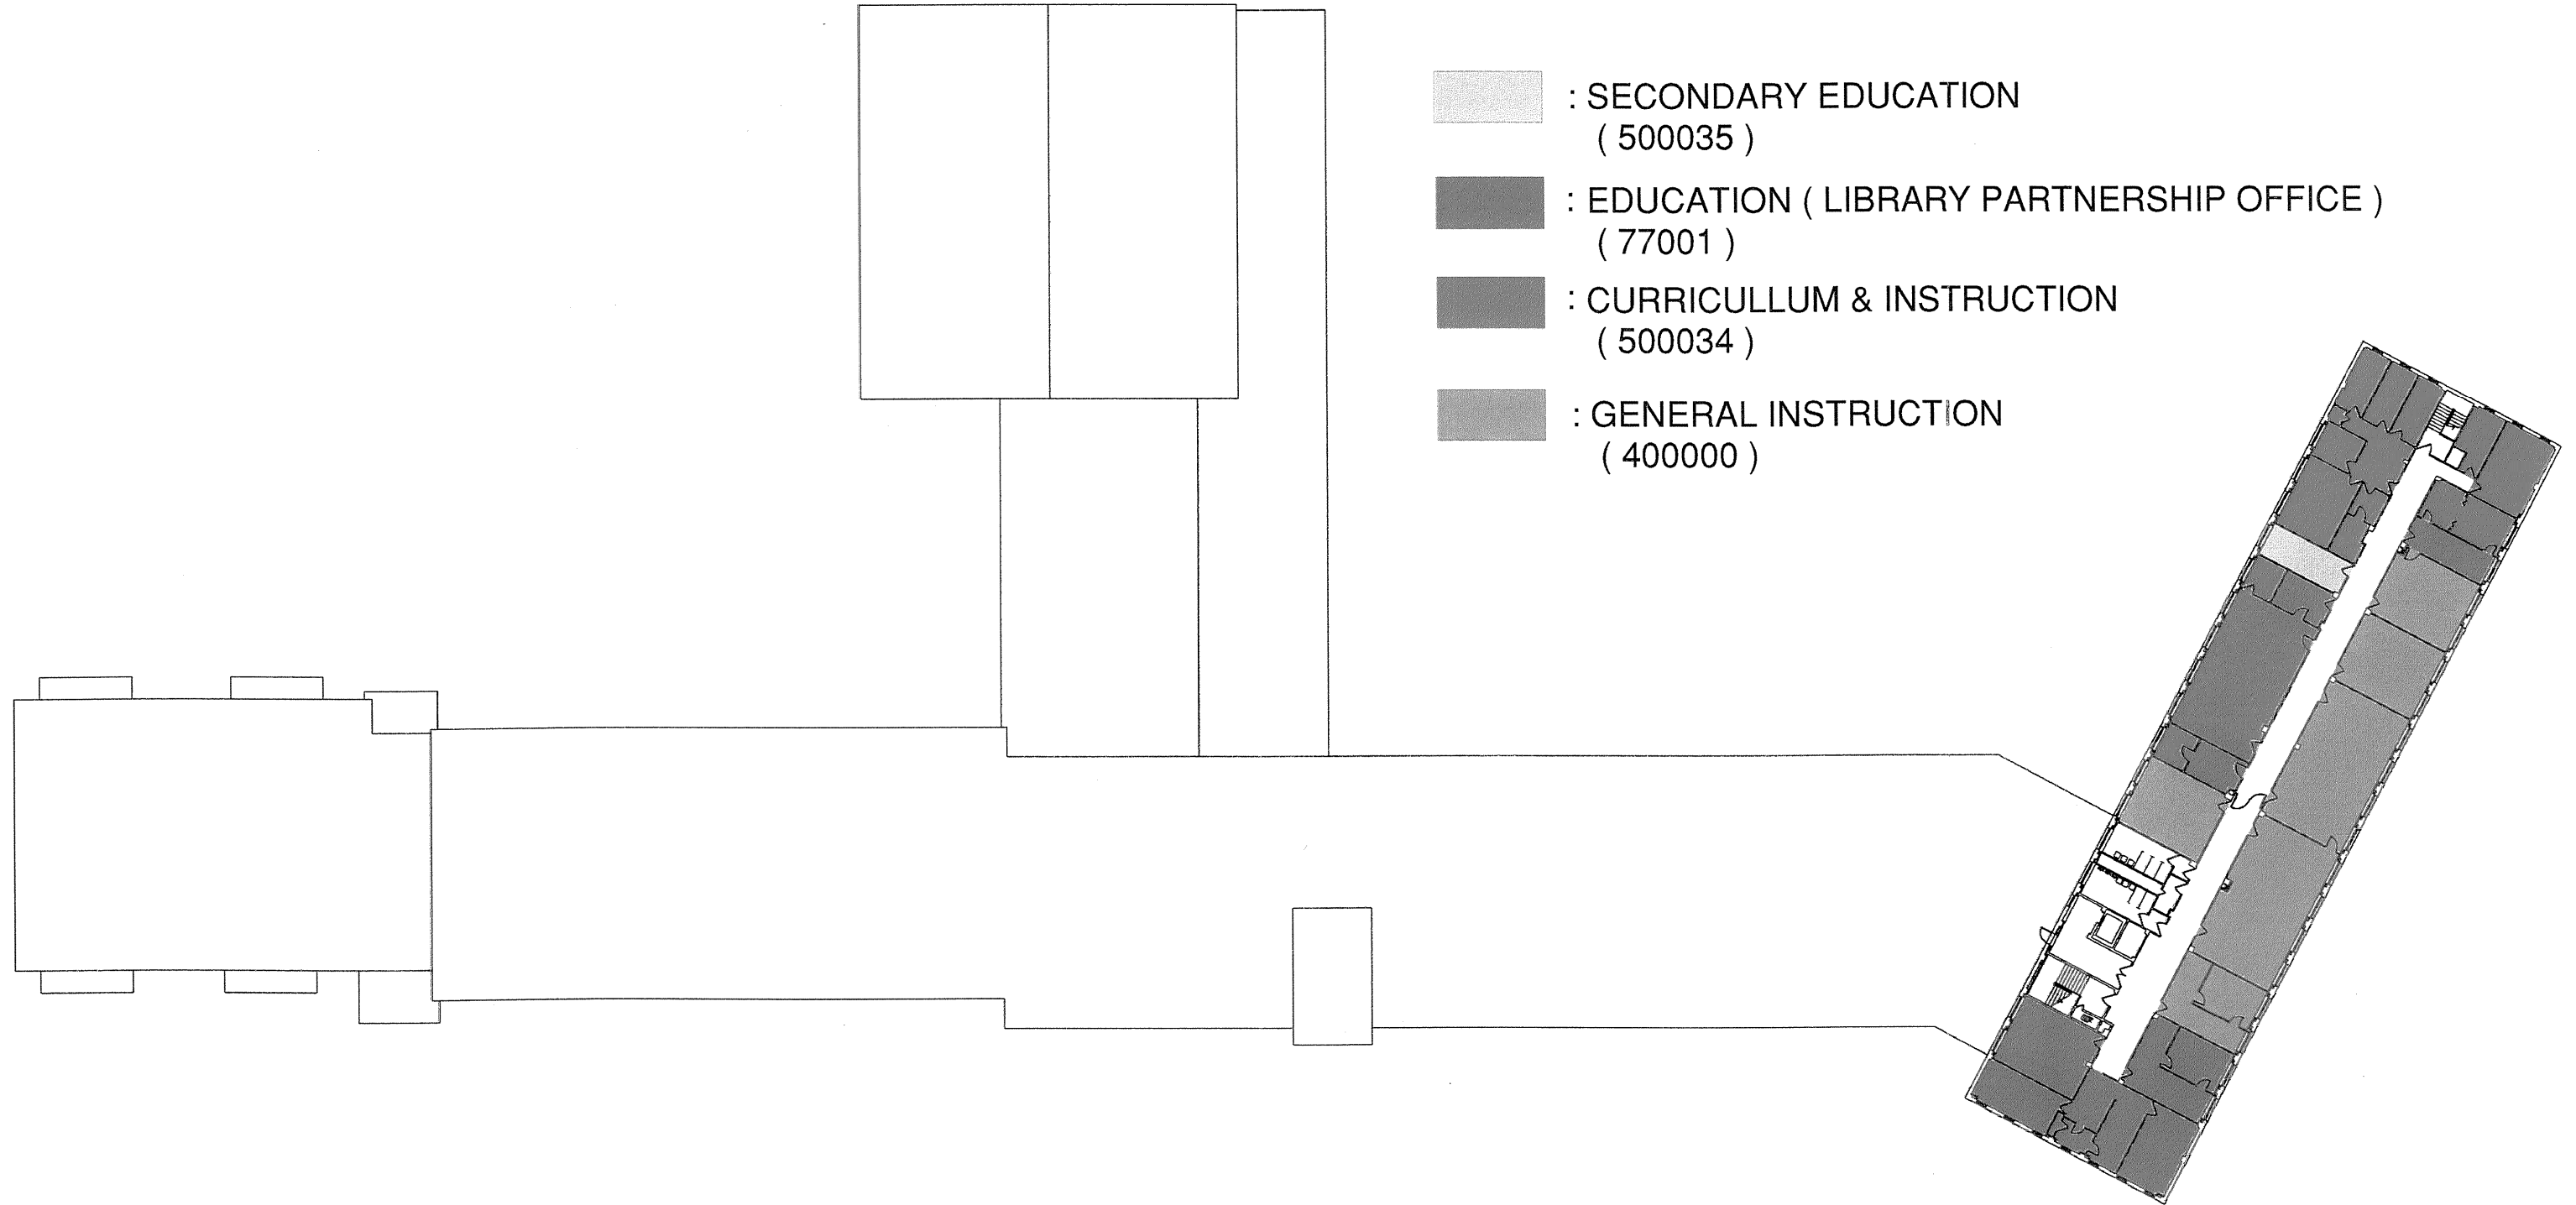 : SECONDARY EDUCATION
( 500035 )
: EDUCATION ( LIBRARY PARTNERSHIP OFFICE )
( 77001 )
: CURRICULLUM & INSTRUCTION
( 500034 )
: GENERAL INSTRUCTION
( 400000 )